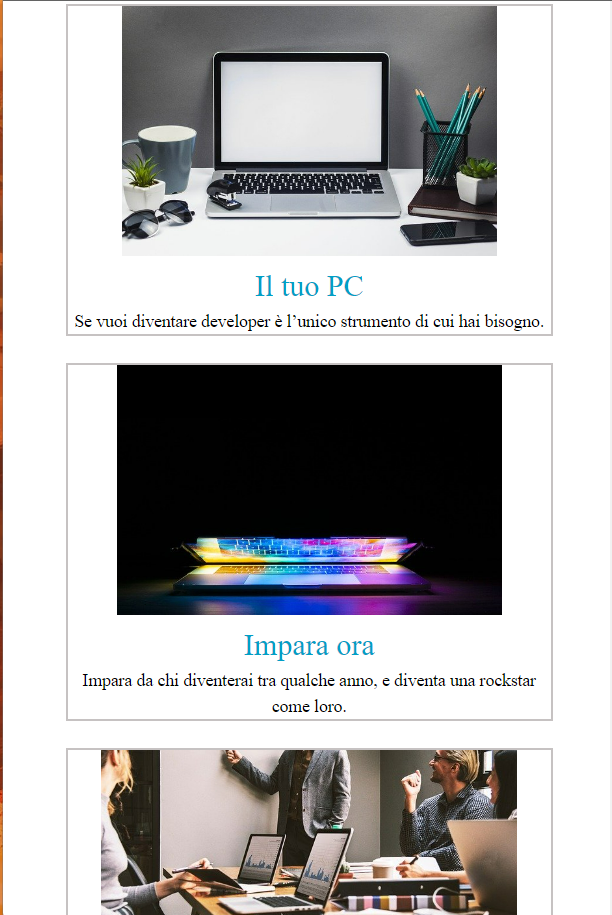 Il tuo PC
Se vuoi diventare developer è l’unico strumento di cui hai bisogno.
Impara ora
Impara da chi diventerai tra qualche anno, e diventa una rockstar
come loro.